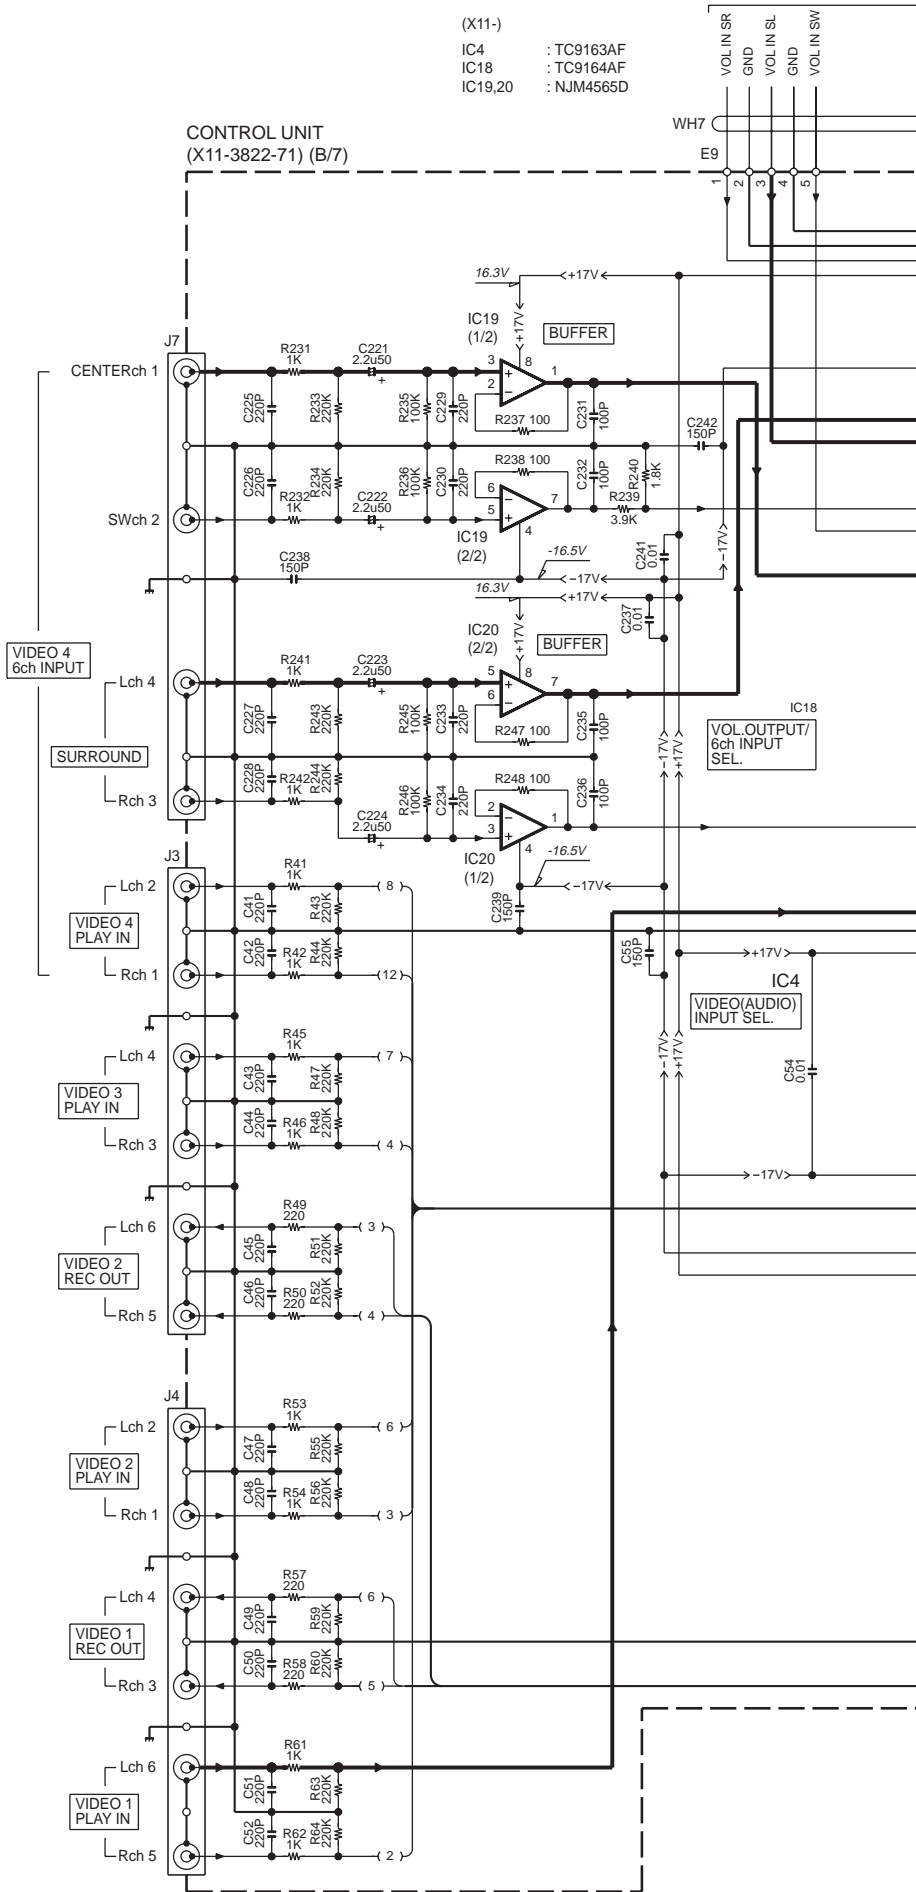 (X11-)
IC4 : TC9163AF
IC18 : TC9164AF
IC19,20 : NJM4565D
VOL IN SR
GND
VOL IN SL
GND
VOL IN SW
WH7
E9
1
2
3
4
5
CONTROL UNIT
(X11-3822-71) (B/7)
16.3V
+17V
IC19
(1/2)
+17V
BUFFER
J7
CENTERch 1
R231
1K
C221
2.2u50
+
3
2
8
1
C225
220P
R233
220K
R235
100K
C229
220P
R237 100
C231
100P
C242
150P
C226
220P
R234
220K
R236
100K
C230
220P
R238 100
C232
100P
R240
1.8K
R232
1K
C222
2.2u50
+
6
5
7
4
R239
3.9K
SWch 2
IC19
(2/2)
-16.5V
C241
0.01
-17V
C238
150P
-17V
16.3V
+17V
C237
0.01
IC20
(2/2)
+17V
BUFFER
VIDEO 4
6ch INPUT
Lch 4
R241
1K
C223
2.2u50
+
5
6
8
7
IC18
VOL.OUTPUT/
6ch INPUT
SEL.
C227
220P
R243
220K
R245
100K
C233
220P
R247 100
C235
100P
-17V
+17V
SURROUND
C228
220P
R242
1K
R244
220K
R246
100K
C234
220P
R248 100
C236
100P
Rch 3
C224
2.2u50
+
2
3
1
4
IC20
(1/2)
-16.5V
-17V
C239
150P
J3
Lch 2
R41
1K
8
C41
220P
R43
220K
VIDEO 4
PLAY IN
C42
220P
R42
1K
R44
220K
C55
150P
Rch 1
12
+17V
IC4
VIDEO(AUDIO)
INPUT SEL.
R45
1K
Lch 4
7
C43
220P
R47
220K
-17V
+17V
C54
0.01
VIDEO 3
PLAY IN
C44
220P
R46
1K
R48
220K
Rch 3
4
-17V
R49
220
Lch 6
3
C45
220P
R51
220K
VIDEO 2
REC OUT
C46
220P
R50
220
R52
220K
Rch 5
4
J4
R53
1K
Lch 2
6
C47
220P
R55
220K
VIDEO 2
PLAY IN
C48
220P
R54
1K
R56
220K
Rch 1
3
R57
220
Lch 4
6
C49
220P
R59
220K
VIDEO 1
REC OUT
C50
220P
R58
220
R60
220K
Rch 3
5
R61
1K
Lch 6
C51
220P
R63
220K
VIDEO 1
PLAY IN
C52
220P
R62
1K
R64
220K
Rch 5
2